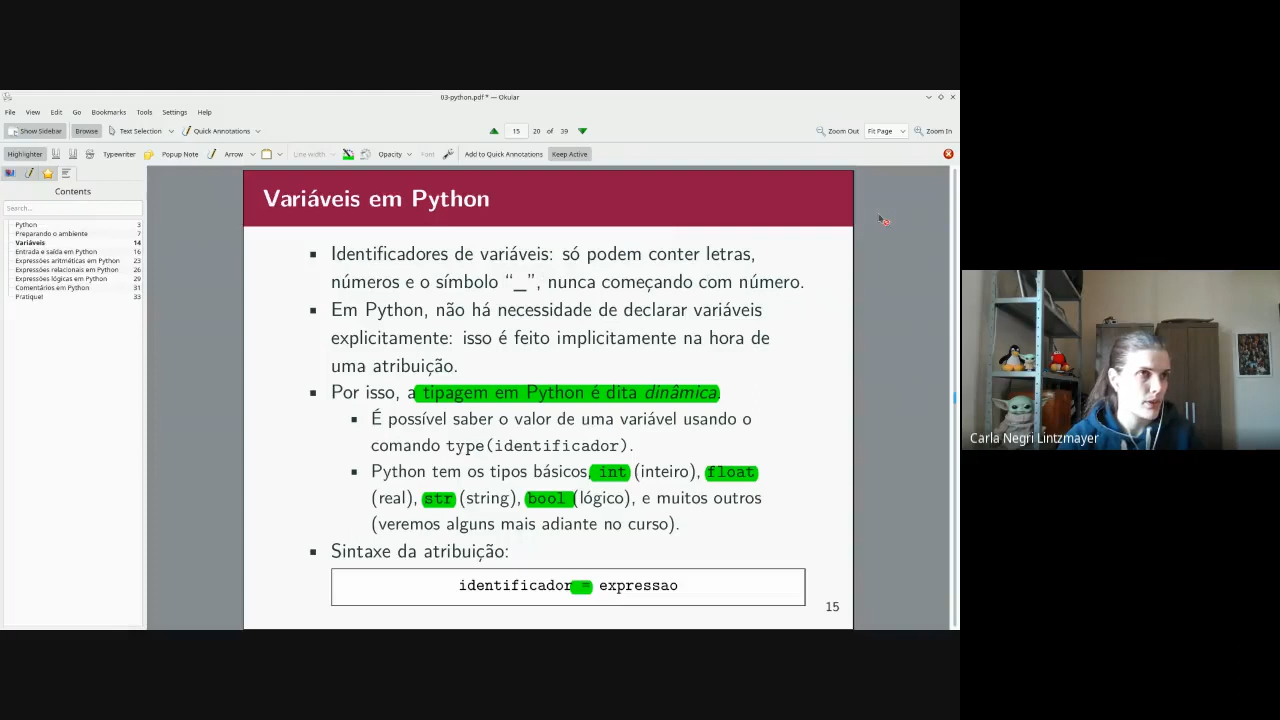 03-python.pdf * — Okular
File View Edit Go Bookmarks Tools Settings Help
Show Sidebar Browse Text Selection Quick Annotations 15 20 of 39 Zoom Out Fit Page Zoom In
Highlighter Typewriter Popup Note Arrow Line width Opacity Font Add to Quick Annotations Keep Active
Contents
Search...
Python 3
Preparando o ambiente 7
Variáveis 14
Entrada e saída em Python 16
Expressões aritméticas em Python 23
Expressões relacionais em Python 26
Expressões lógicas em Python 29
Comentários em Python 31
Pratique! 33
Variáveis em Python
▪ Identificadores de variáveis: só podem conter letras,
números e o símbolo “_”, nunca começando com número.
▪ Em Python, não há necessidade de declarar variáveis
explicitamente: isso é feito implicitamente na hora de
uma atribuição.
▪ Por isso, a tipagem em Python é dita dinâmica.
▪ É possível saber o valor de uma variável usando o
comando type(identificador).
▪ Python tem os tipos básicos, int (inteiro), float
(real), str (string), bool (lógico), e muitos outros
(veremos alguns mais adiante no curso).
▪ Sintaxe da atribuição:
identificador = expressao
15
Carla Negri Lintzmayer